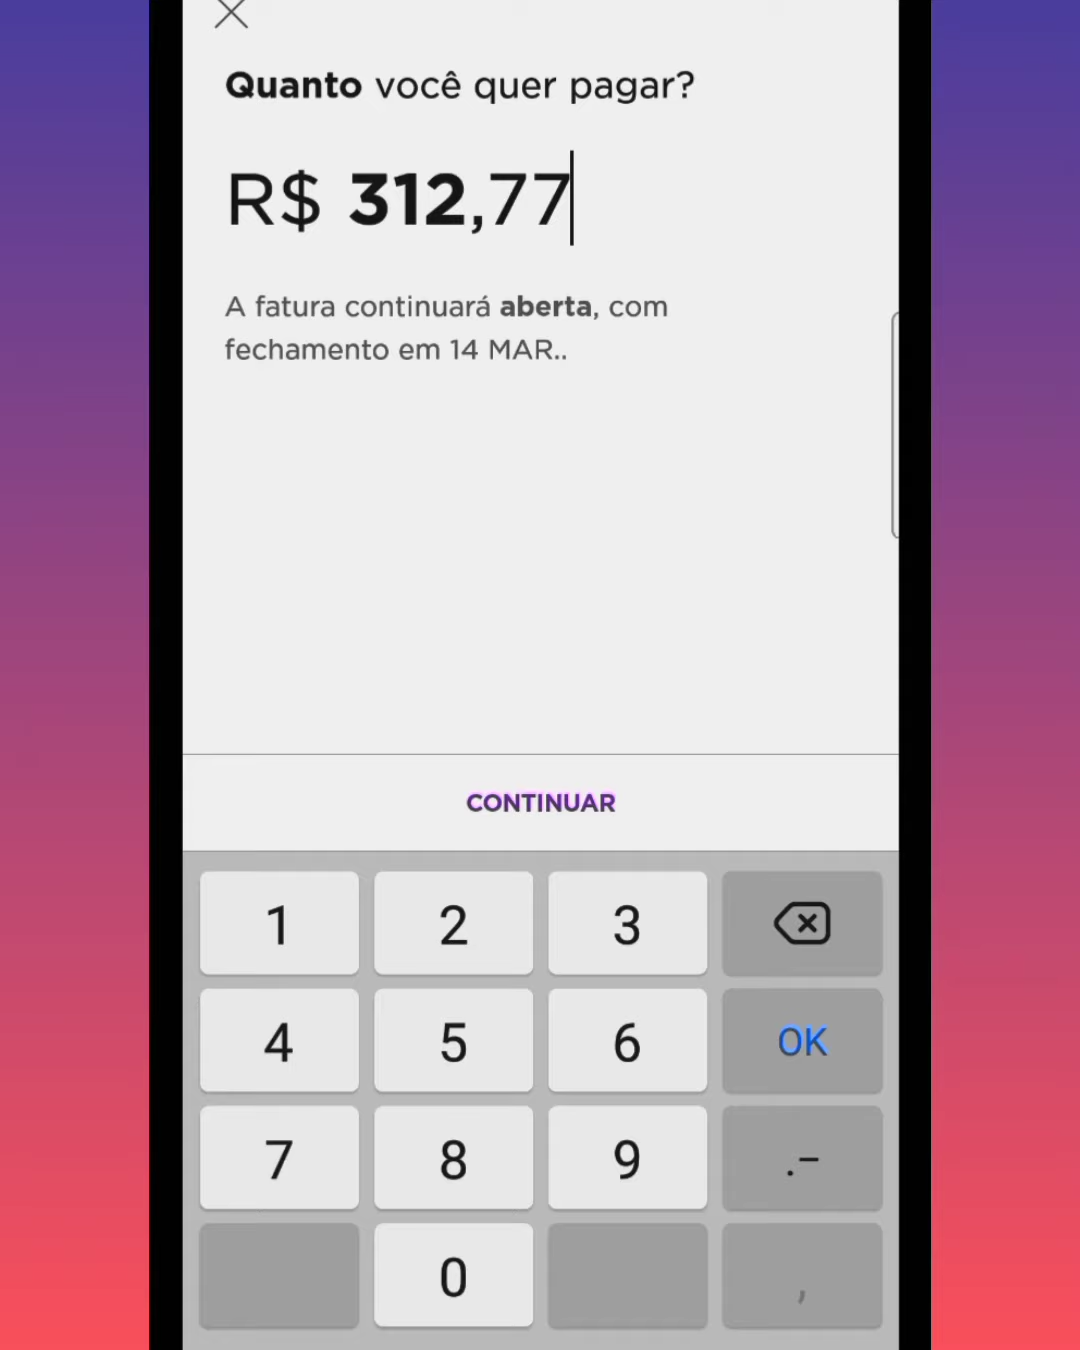 Quanto você quer pagar?
R$ 312,77
A fatura continuará aberta, com
fechamento em 14 MAR..
CONTINUAR
1 2 3
4 5 6 OK
7 8 9 .-
0 ,